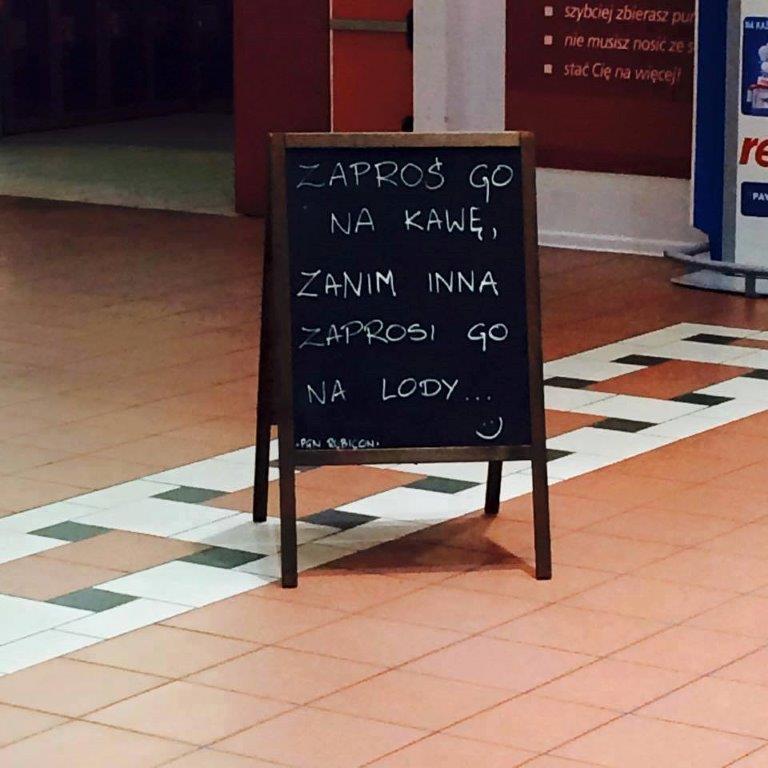 szybciej zbierasz
nie musisz nosić ze
stać Cię na więcej!
ZAPROŚ GO
NA KAWĘ,
ZANIM INNA
ZAPROSI GO
NA LODY...
PAY